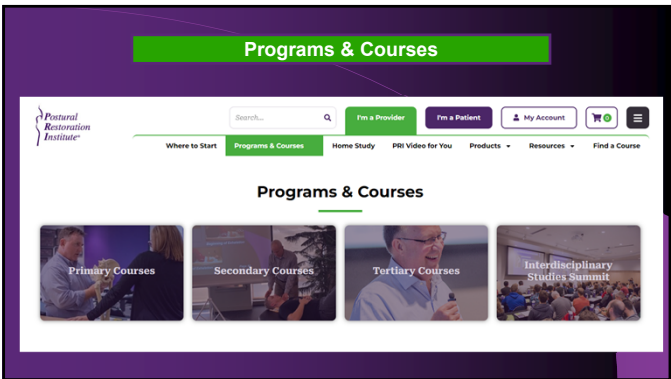 Programs & Courses
Postural
Restoration
Institute®
Search...
I'm a Provider
I'm a Patient
My Account
0
Where to Start
Programs & Courses
Home Study
PRI Video for You
Products
Resources
Find a Course
Programs & Courses
Primary Courses
Secondary Courses
Tertiary Courses
Interdisciplinary
Studies Summit